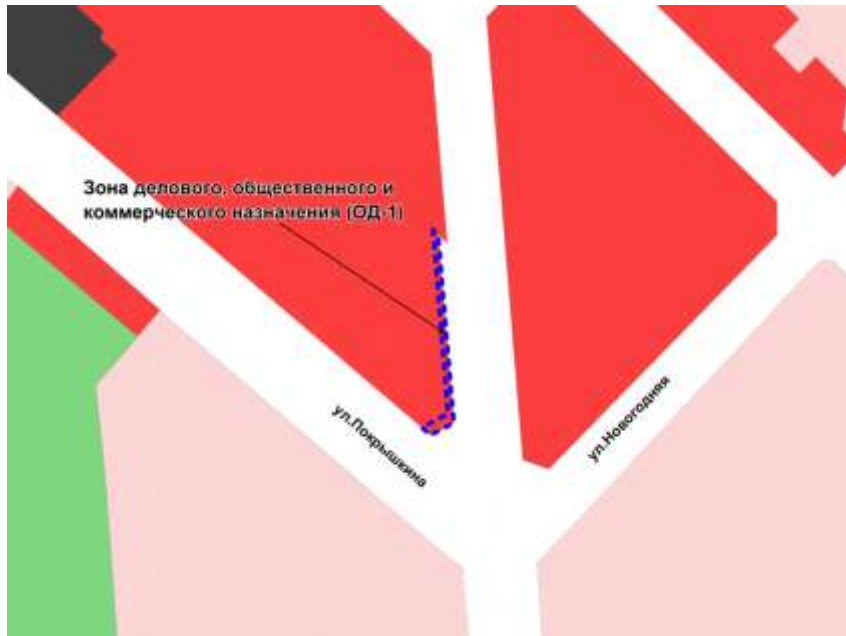 Зона делового, общественного и
коммерческого назначения (ОД-1)
ул.Покрышкина
ул.Новогодняя